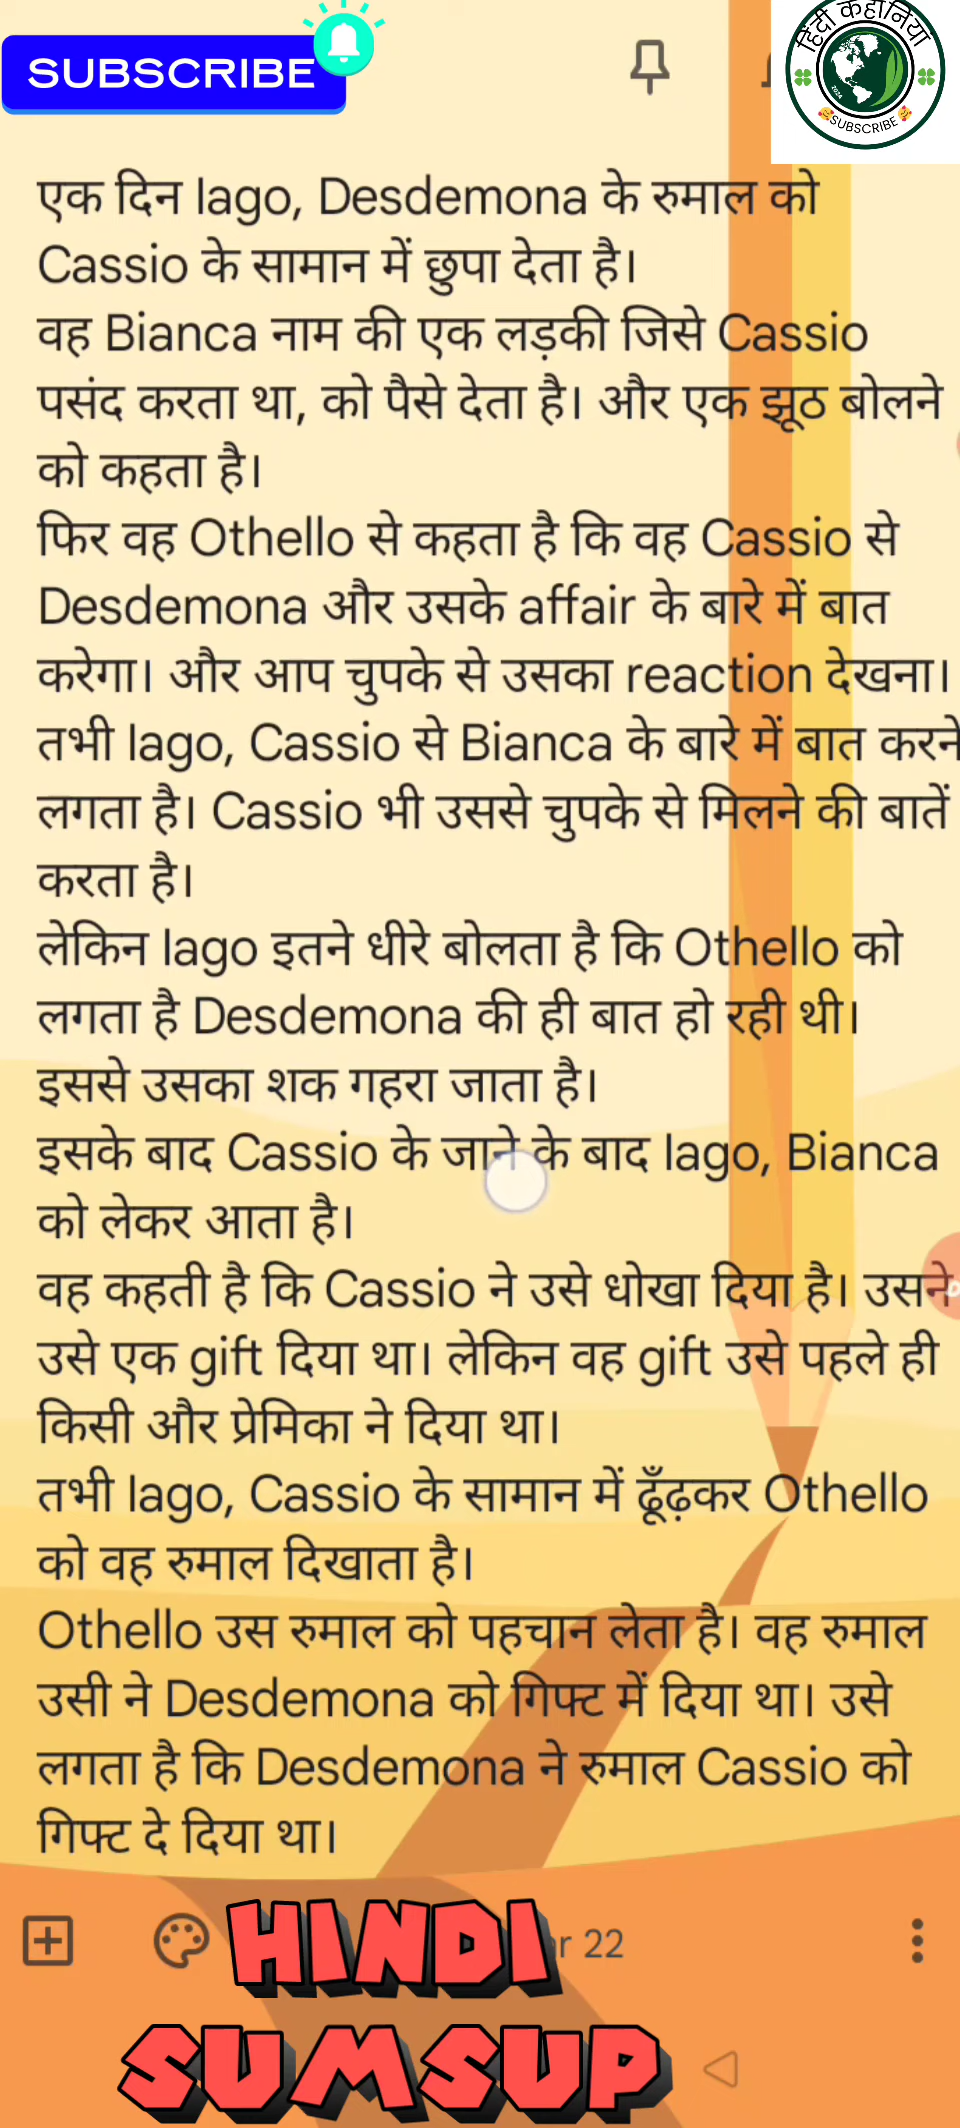 SUBSCRIBE
हिंदी कहानियां
2024
SUBSCRIBE
एक दिन Iago, Desdemona के रुमाल को
Cassio के सामान में छुपा देता है।
वह Bianca नाम की एक लड़की जिसे Cassio
पसंद करता था, को पैसे देता है। और एक झूठ बोलने
को कहता है।
फिर वह Othello से कहता है कि वह Cassio से
Desdemona और उसके affair के बारे में बात
करेगा। और आप चुपके से उसका reaction देखना।
तभी Iago, Cassio से Bianca के बारे में बात करने
लगता है। Cassio भी उससे चुपके से मिलने की बातें
करता है।
लेकिन Iago इतने धीरे बोलता है कि Othello को
लगता है Desdemona की ही बात हो रही थी।
इससे उसका शक गहरा जाता है।
इसके बाद Cassio के जाने के बाद Iago, Bianca
को लेकर आता है।
वह कहती है कि Cassio ने उसे धोखा दिया है। उसने
उसे एक gift दिया था। लेकिन वह gift उसे पहले ही
किसी और प्रेमिका ने दिया था।
तभी Iago, Cassio के सामान में ढूँढ़कर Othello
को वह रुमाल दिखाता है।
Othello उस रुमाल को पहचान लेता है। वह रुमाल
उसी ने Desdemona को गिफ्ट में दिया था। उसे
लगता है कि Desdemona ने रुमाल Cassio को
गिफ्ट दे दिया था।
HINDI
22
SUMSUP